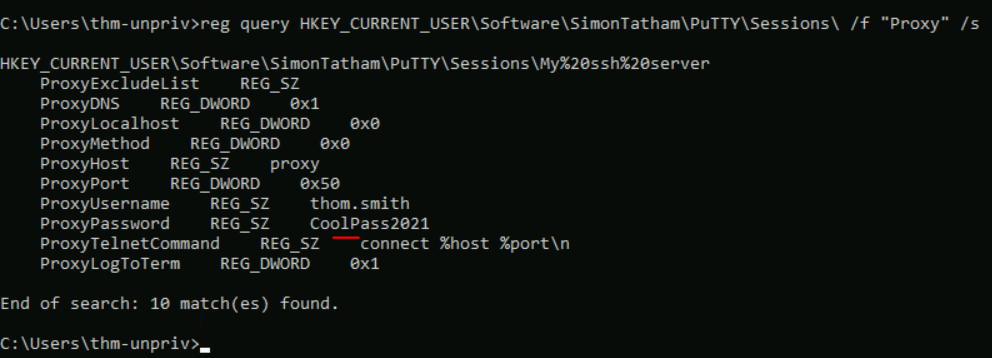 C:\Users\thm-unpriv>reg query HKEY_CURRENT_USER\Software\SimonTatham\PuTTY\Sessions\ /f "Proxy" /s
HKEY_CURRENT_USER\Software\SimonTatham\PuTTY\Sessions\My%20ssh%20server
ProxyExcludeList REG_SZ
ProxyDNS REG_DWORD 0x1
ProxyLocalhost REG_DWORD 0x0
ProxyMethod REG_DWORD 0x0
ProxyHost REG_SZ proxy
ProxyPort REG_DWORD 0x50
ProxyUsername REG_SZ thom.smith
ProxyPassword REG_SZ CoolPass2021
ProxyTelnetCommand REG_SZ connect %host %port\n
ProxyLogToTerm REG_DWORD 0x1
End of search: 10 match(es) found.
C:\Users\thm-unpriv>